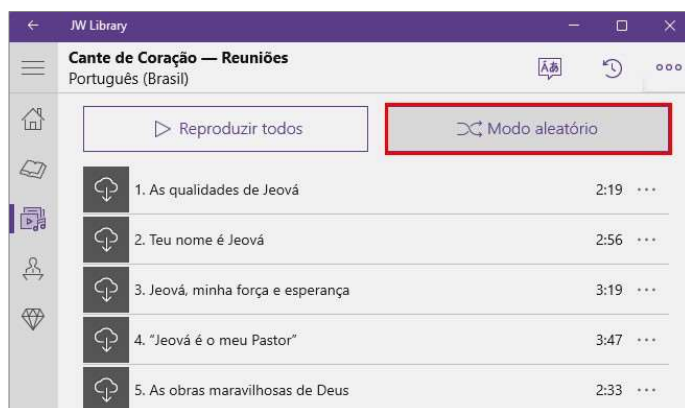 JW Library
Cante de Coração — Reuniões
Português (Brasil)
Reproduzir todos
Modo aleatório
1. As qualidades de Jeová 2:19
2. Teu nome é Jeová 2:56
3. Jeová, minha força e esperança 3:19
4. “Jeová é o meu Pastor” 3:47
5. As obras maravilhosas de Deus 2:33